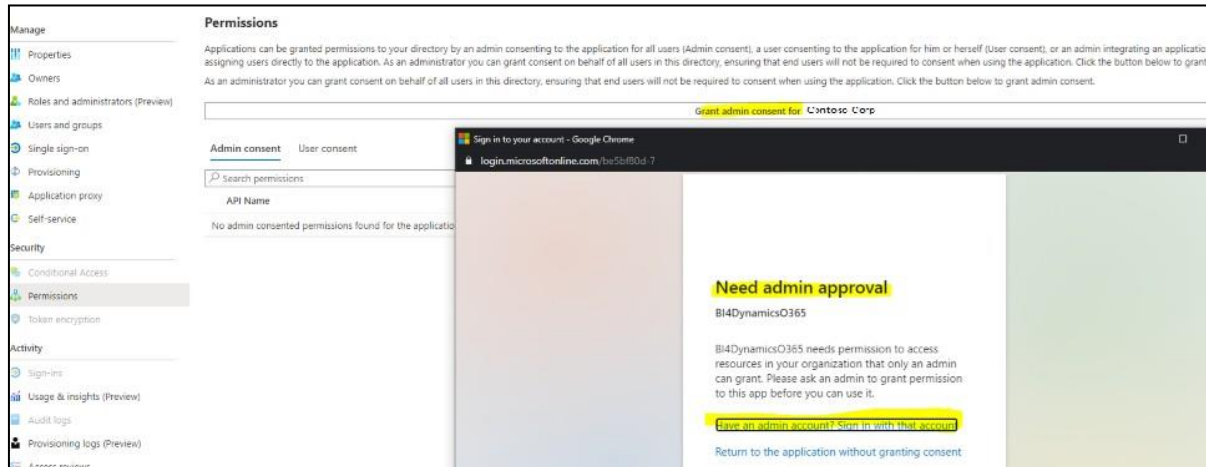 Manage
Properties
Owners
Roles and administrators (Preview)
Users and groups
Single sign-on
Provisioning
Application proxy
Self-service
Security
Conditional Access
Permissions
Token encryption
Activity
Sign-ins
Usage & insights (Preview)
Audit logs
Provisioning logs (Preview)
Access reviews
Permissions
Applications can be granted permissions to your directory by an admin consenting to the application for all users (Admin consent), a user consenting to the application for him or herself (User consent), or an admin integrating an applicatio
assigning users directly to the application. As an administrator you can grant consent on behalf of all users in this directory, ensuring that end users will not be required to consent when using the application. Click the button below to grant
As an administrator you can grant consent on behalf of all users in this directory, ensuring that end users will not be required to consent when using the application. Click the button below to grant admin consent.
Grant admin consent for Contoso Corp
Admin consent User consent
Search permissions
API Name
No admin consented permissions found for the applicatio
Sign in to your account - Google Chrome
login.microsoftonline.com/be5bf80d-7
Need admin approval
BI4DynamicsO365
BI4DynamicsO365 needs permission to access
resources in your organization that only an admin
can grant. Please ask an admin to grant permission
to this app before you can use it.
Have an admin account? Sign in with that account
Return to the application without granting consent